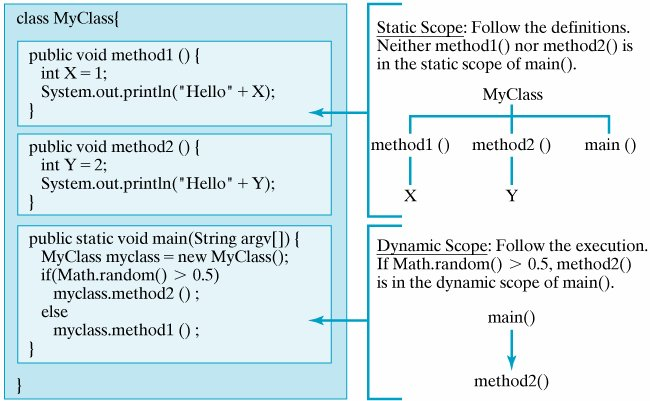 class MyClass{
public void method1 () {
int X = 1;
System.out.println("Hello" + X);
}
public void method2 () {
int Y = 2;
System.out.println("Hello" + Y);
}
public static void main(String argv[]) {
MyClass myclass = new MyClass();
if(Math.random() > 0.5)
myclass.method2 () ;
else
myclass.method1 () ;
}
}
Static Scope: Follow the definitions.
Neither method1() nor method2() is
in the static scope of main().
MyClass
method1 () method2 () main ()
X Y
Dynamic Scope: Follow the execution.
If Math.random() > 0.5, method2()
is in the dynamic scope of main().
main()
method2()